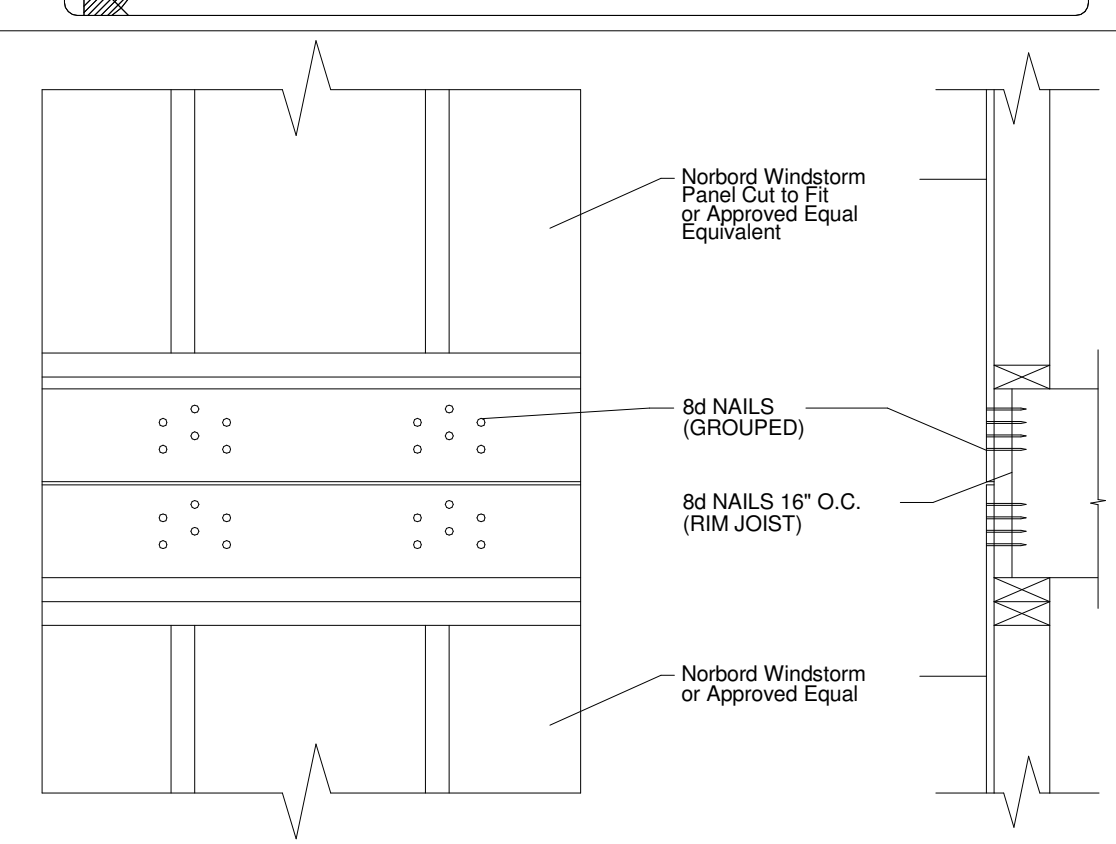 Norbord Windstorm
Panel Cut to Fit
or Approved Equal
Equivalent
8d NAILS
(GROUPED)
8d NAILS 16" O.C.
(RIM JOIST)
Norbord Windstorm
or Approved Equal